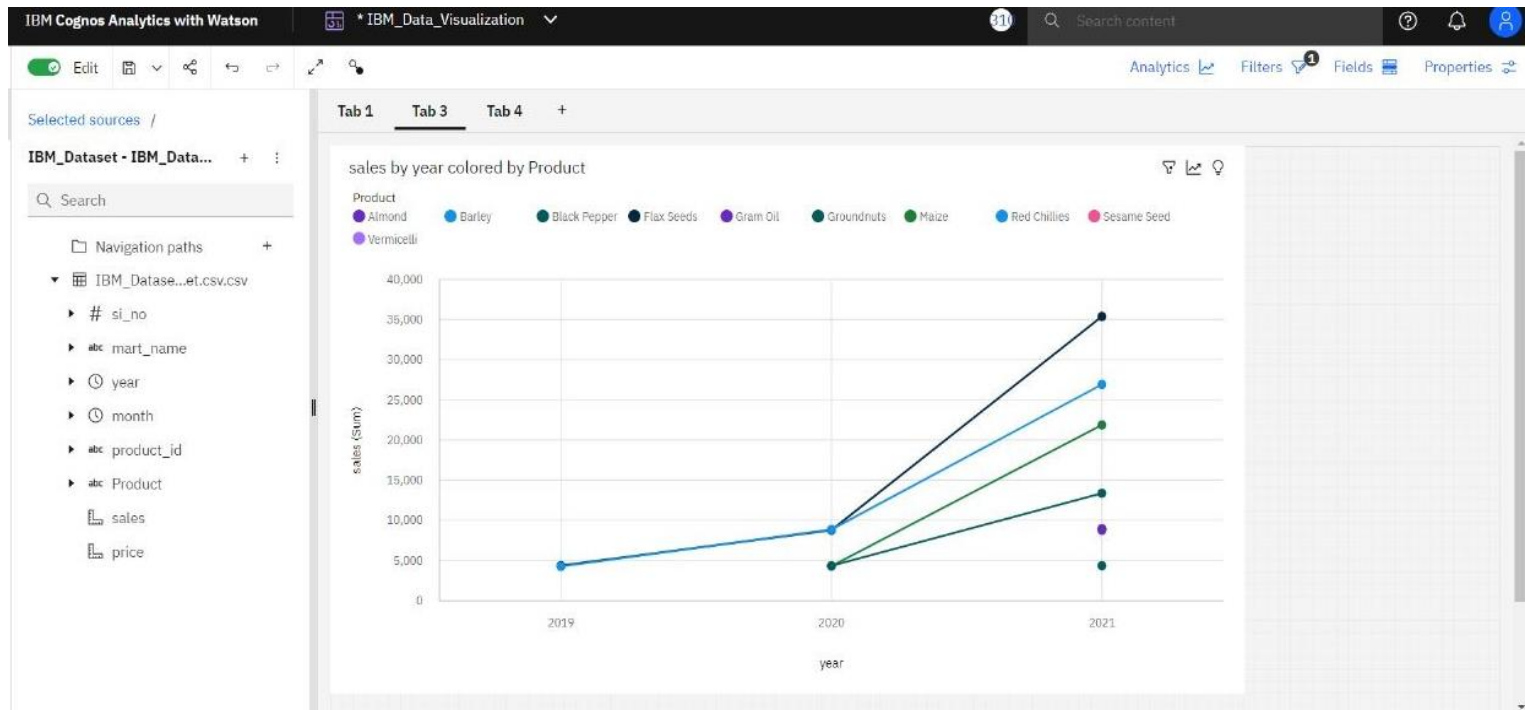 IBM Cognos Analytics with Watson
* IBM_Data_Visualization
Search content
Edit
Analytics
Filters
1
Fields
Properties
Selected sources /
Tab 1 Tab 3 Tab 4 +
IBM_Dataset - IBM_Data... +
Search
Navigation paths +
IBM_Datase...et.csv.csv
# si_no
abc mart_name
year
month
abc product_id
abc Product
sales
price
sales by year colored by Product
Product
Almond Barley Black Pepper Flax Seeds Gram Oil Groundnuts Maize Red Chillies Sesame Seed
Vermicelli
sales (Sum)
40,000
35,000
30,000
25,000
20,000
15,000
10,000
5,000
0
2019 2020 2021
year